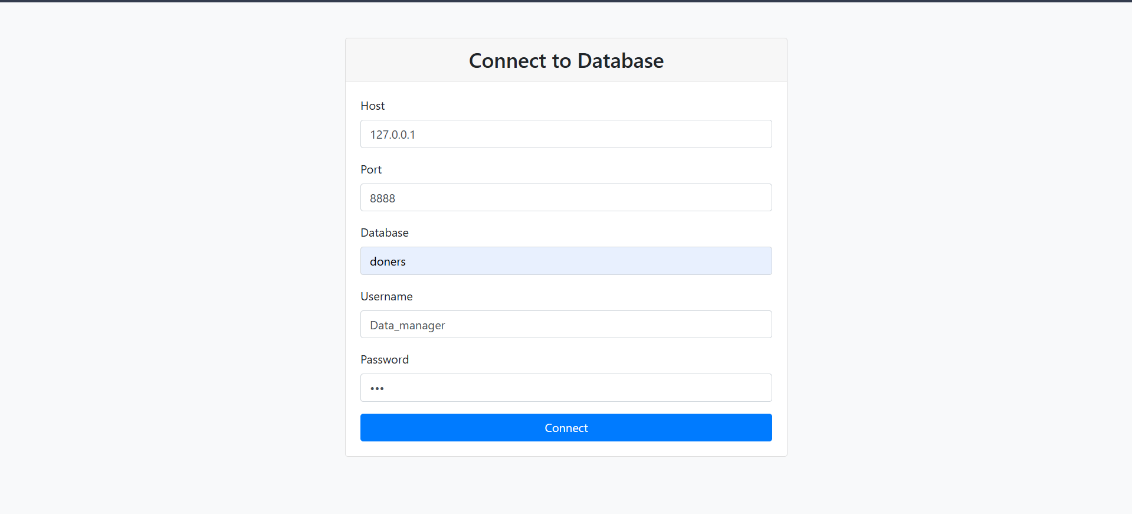 Connect to Database
Host
127.0.0.1
Port
8888
Database
doners
Username
Data_manager
Password
•••
Connect